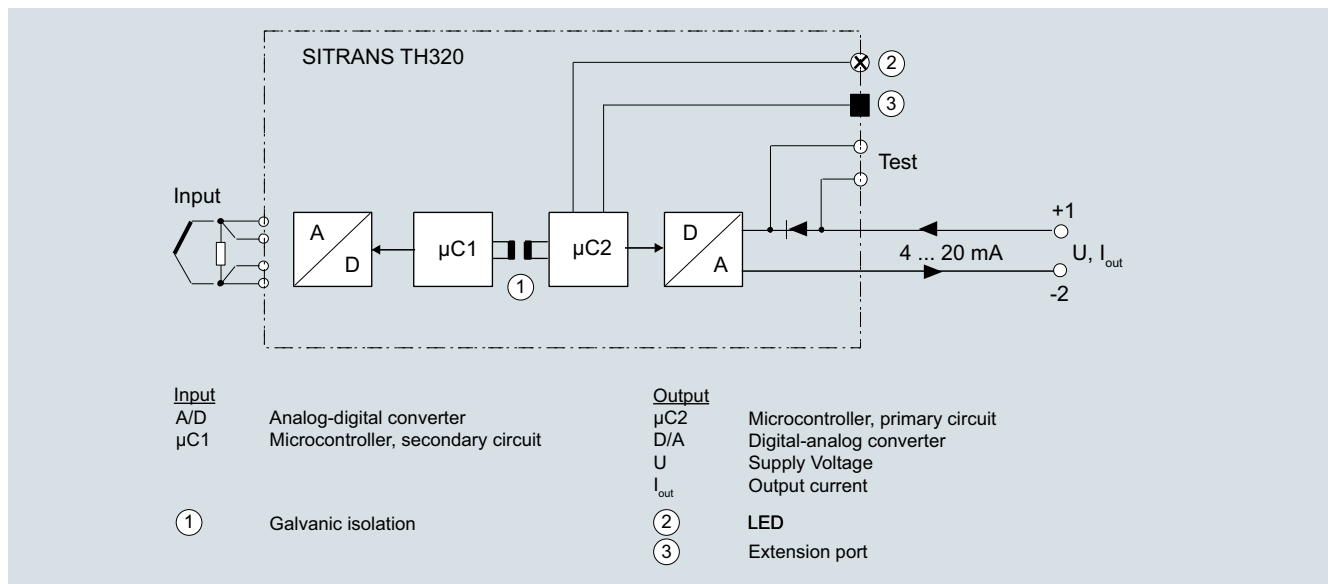 SITRANS TH320
②
③
Test
Input
A
D
µC1
µC2
D
A
①
+1
4 ... 20 mA
U, Iout
-2
Input
A/D Analog-digital converter
µC1 Microcontroller, secondary circuit
① Galvanic isolation
Output
µC2 Microcontroller, primary circuit
D/A Digital-analog converter
U Supply Voltage
Iout Output current
② LED
③ Extension port